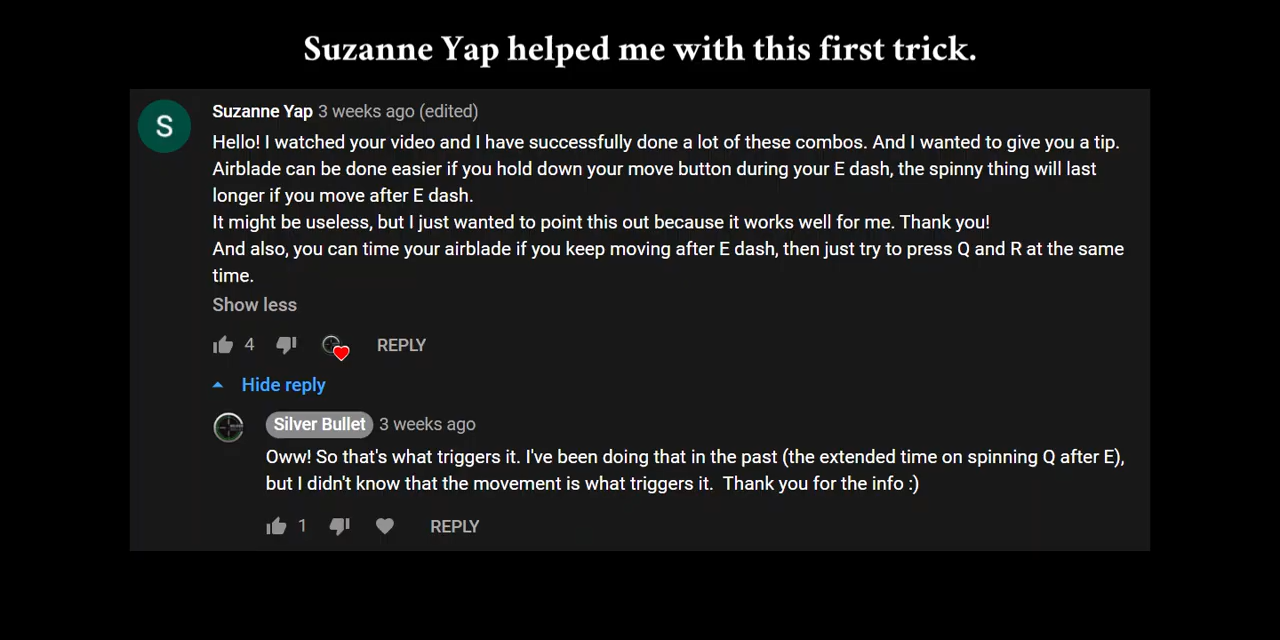 Suzanne Yap helped me with this first trick.
S
Suzanne Yap 3 weeks ago (edited)
Hello! I watched your video and I have successfully done a lot of these combos. And I wanted to give you a tip.
Airblade can be done easier if you hold down your move button during your E dash, the spinny thing will last
longer if you move after E dash.
It might be useless, but I just wanted to point this out because it works well for me. Thank you!
And also, you can time your airblade if you keep moving after E dash, then just try to press Q and R at the same
time.
Show less
4 REPLY
Hide reply
Silver Bullet 3 weeks ago
Oww! So that's what triggers it. I've been doing that in the past (the extended time on spinning Q after E),
but I didn't know that the movement is what triggers it.  Thank you for the info :)
1 REPLY